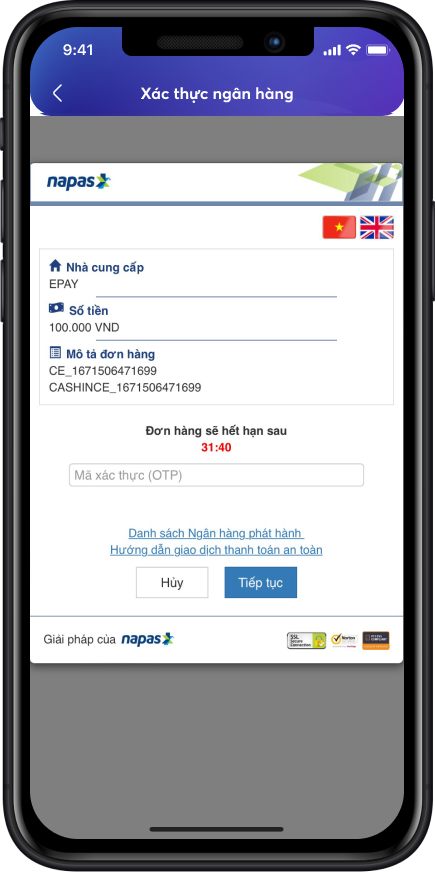 9:41
Xác thực ngân hàng
napas
Nhà cung cấp
EPAY
Số tiền
100.000 VND
Mô tả đơn hàng
CE_1671506471699
CASHINCE_1671506471699
Đơn hàng sẽ hết hạn sau
31:40
Mã xác thực (OTP)
Danh sách Ngân hàng phát hành
Hướng dẫn giao dịch thanh toán an toàn
Hủy Tiếp tục
Giải pháp của napas
SSL Secure Connection Norton